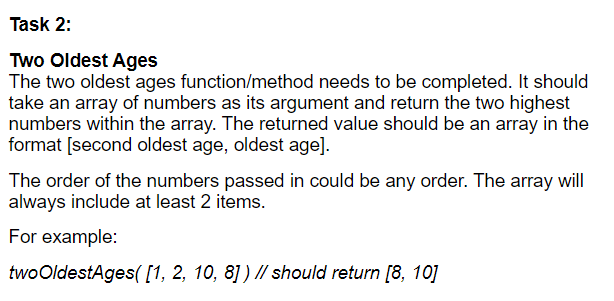 Task 2:
Two Oldest Ages
The two oldest ages function/method needs to be completed. It should
take an array of numbers as its argument and return the two highest
numbers within the array. The returned value should be an array in the
format [second oldest age, oldest age].
The order of the numbers passed in could be any order. The array will
always include at least 2 items.
For example:
twoOldestAges( [1, 2, 10, 8] ) // should return [8, 10]